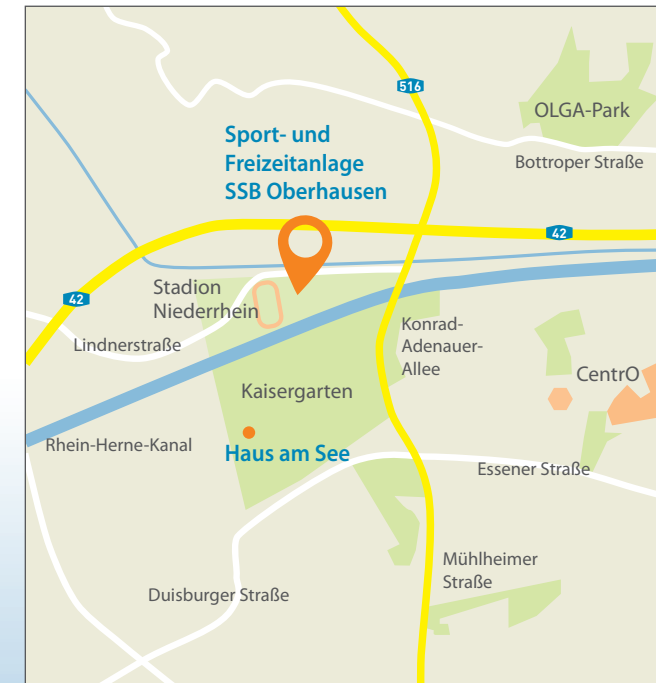 516
OLGA-Park
Sport- und
Freizeitanlage
SSB Oberhausen
Bottroper Straße
42
42
Stadion
Niederrhein
Lindnerstraße
Konrad-
Adenauer-
Allee
CentrO
Kaisergarten
Rhein-Herne-Kanal
Haus am See
Essener Straße
Mühlheimer
Straße
Duisburger Straße